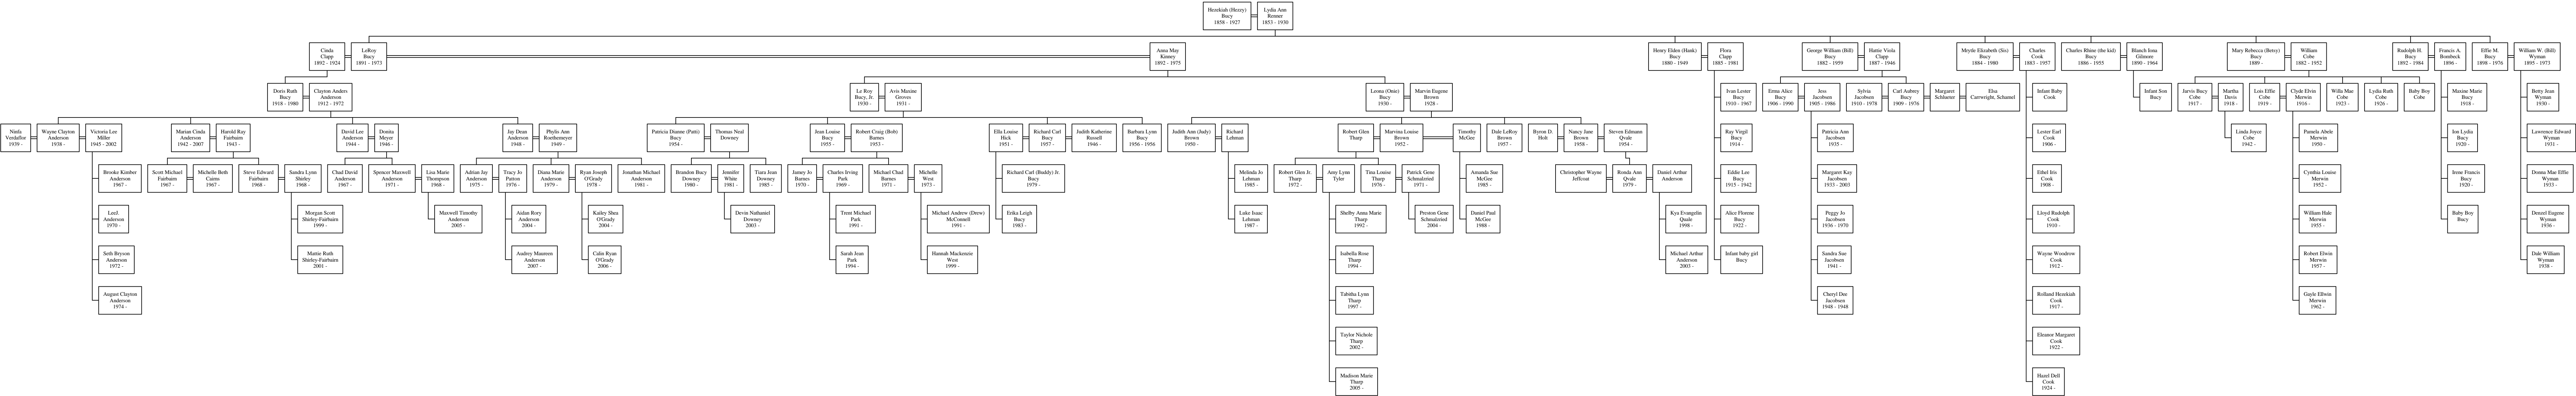 Hezekiah (Hezzy)
Bucy
1858 - 1927
Lydia Ann
Renner
1853 - 1930
Cinda
Clapp
1892 - 1924
LeRoy
Bucy
1891 - 1973
Anna May
Kinney
1892 - 1975
Henry Elden (Hank)
Bucy
1880 - 1949
Flora
Clapp
1885 - 1981
George William (Bill)
Bucy
1882 - 1959
Hattie Viola
Clapp
1887 - 1946
Mrytle Elizabeth (Sis)
Bucy
1884 - 1980
Charles
Cook
1883 - 1957
Charles Rhine (the kid)
Bucy
1886 - 1955
Blanch Iona
Gilmore
1890 - 1964
Mary Rebecca (Betsy)
Bucy
1889 -
William
Cobe
1882 - 1952
Rudolph H.
Bucy
1892 - 1984
Francis A.
Bombeck
1896 -
Effie M.
Bucy
1898 - 1976
William W. (Bill)
Wyman
1895 - 1973
Doris Ruth
Bucy
1918 - 1980
Clayton Anders
Anderson
1912 - 1972
Le Roy
Bucy, Jr.
1930 -
Avis Maxine
Groves
1931 -
Leona (Onie)
Bucy
1930 -
Marvin Eugene
Brown
1928 -
Ivan Lester
Bucy
1910 - 1967
Erma Alice
Bucy
1906 - 1990
Jess
Jacobsen
1905 - 1986
Sylvia
Jacobsen
1910 - 1978
Carl Aubrey
Bucy
1909 - 1976
Margaret
Schlueter
Elsa
Cartwright, Schamel
Infant Baby
Cook
Infant Son
Bucy
Jarvis Bucy
Cobe
1917 -
Martha
Davis
1918 -
Lois Effie
Cobe
1919 -
Clyde Elvin
Merwin
1916 -
Willa Mae
Cobe
1923 -
Lydia Ruth
Cobe
1926 -
Baby Boy
Cobe
Maxine Marie
Bucy
1918 -
Betty Jean
Wyman
1930 -
Ninfa
Verdaflor
1939 -
Wayne Clayton
Anderson
1938 -
Victoria Lee
Miller
1945 - 2002
Marian Cinda
Anderson
1942 - 2007
Harold Ray
Fairbairn
1943 -
David Lee
Anderson
1944 -
Donita
Meyer
1946 -
Jay Dean
Anderson
1948 -
Phylis Ann
Roethemeyer
1949 -
Patricia Dianne (Patti)
Bucy
1954 -
Thomas Neal
Downey
Jean Louise
Bucy
1955 -
Robert Craig (Bob)
Barnes
1953 -
Ella Louise
Hick
1951 -
Richard Carl
Bucy
1957 -
Judith Katherine
Russell
1946 -
Barbara Lynn
Bucy
1956 - 1956
Judith Ann (Judy)
Brown
1950 -
Richard
Lehman
Robert Glen
Tharp
Marvina Louise
Brown
1952 -
Timothy
McGee
Dale LeRoy
Brown
1957 -
Byron D.
Holt
Nancy Jane
Brown
1958 -
Steven Edmann
Qvale
1954 -
Ray Virgil
Bucy
1914 -
Patricia Ann
Jacobsen
1935 -
Lester Earl
Cook
1906 -
Linda Joyce
Cobe
1942 -
Pamela Abele
Merwin
1950 -
Ion Lydia
Bucy
1920 -
Lawrence Edward
Wyman
1931 -
Brooke Kimber
Anderson
1967 -
Scott Michael
Fairbairn
1967 -
Michelle Beth
Cairns
1967 -
Steve Edward
Fairbairn
1968 -
Sandra Lynn
Shirley
1968 -
Chad David
Anderson
1967 -
Spencer Maxwell
Anderson
1971 -
Lisa Marie
Thompson
1968 -
Adrian Jay
Anderson
1975 -
Tracy Jo
Patton
1976 -
Diana Marie
Anderson
1979 -
Ryan Joseph
O'Grady
1978 -
Jonathan Michael
Anderson
1981 -
Brandon Bucy
Downey
1980 -
Jennifer
White
1981 -
Tiara Jean
Downey
1985 -
Jamey Jo
Barnes
1970 -
Charles Irving
Park
1969 -
Michael Chad
Barnes
1971 -
Michelle
West
1973 -
Richard Carl (Buddy) Jr.
Bucy
1979 -
Melinda Jo
Lehman
1985 -
Robert Glen Jr.
Tharp
1972 -
Amy Lynn
Tyler
Tina Louise
Tharp
1976 -
Patrick Gene
Schmalzried
1971 -
Amanda Sue
McGee
1985 -
Christopher Wayne
Jeffcoat
Ronda Ann
Qvale
1979 -
Daniel Arthur
Anderson
Eddie Lee
Bucy
1915 - 1942
Margaret Kay
Jacobsen
1933 - 2003
Ethel Iris
Cook
1908 -
Cynthia Louise
Merwin
1952 -
Irene Francis
Bucy
1920 -
Donna Mae Effie
Wyman
1933 -
LeeJ.
Anderson
1970 -
Morgan Scott
Shirley-Fairbairn
1999 -
Maxwell Timothy
Anderson
2005 -
Aidan Rory
Anderson
2004 -
Kailey Shea
O'Grady
2004 -
Devin Nathaniel
Downey
2003 -
Trent Michael
Park
1991 -
Michael Andrew (Drew)
McConnell
1991 -
Erika Leigh
Bucy
1983 -
Luke Isaac
Lehman
1987 -
Shelby Anna Marie
Tharp
1992 -
Preston Gene
Schmalzried
2004 -
Daniel Paul
McGee
1988 -
Kya Evangelin
Quale
1998 -
Alice Florene
Bucy
1922 -
Peggy Jo
Jacobsen
1936 - 1970
Lloyd Rudolph
Cook
1910 -
William Hale
Merwin
1955 -
Baby Boy
Bucy
Denzel Eugene
Wyman
1936 -
Seth Bryson
Anderson
1972 -
Mattie Ruth
Shirley-Fairbairn
2001 -
Audrey Maureen
Anderson
2007 -
Calin Ryan
O'Grady
2006 -
Sarah Jean
Park
1994 -
Hannah Mackenzie
West
1999 -
Isabella Rose
Tharp
1994 -
Michael Arthur
Anderson
2003 -
Infant baby girl
Bucy
Sandra Sue
Jacobsen
1941 -
Wayne Woodrow
Cook
1912 -
Robert Elwin
Merwin
1957 -
Dale William
Wyman
1938 -
August Clayton
Anderson
1974 -
Tabitha Lynn
Tharp
1997 -
Cheryl Dee
Jacobsen
1948 - 1948
Rolland Hezekiah
Cook
1917 -
Gayle Ellwin
Merwin
1962 -
Taylor Nichole
Tharp
2002 -
Eleanor Margaret
Cook
1922 -
Madison Marie
Tharp
2005 -
Hazel Dell
Cook
1924 -